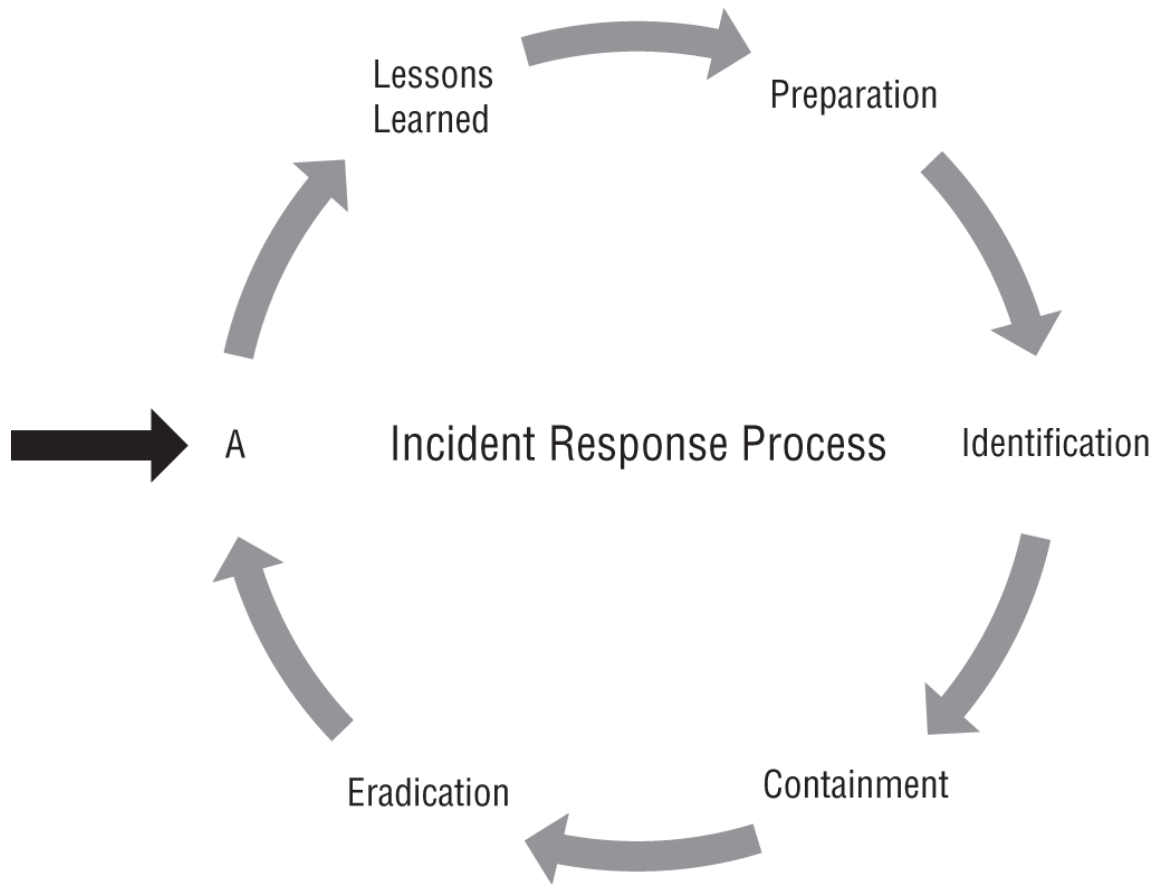 Lessons
Learned
Preparation
A
Incident Response Process
Identification
Eradication
Containment